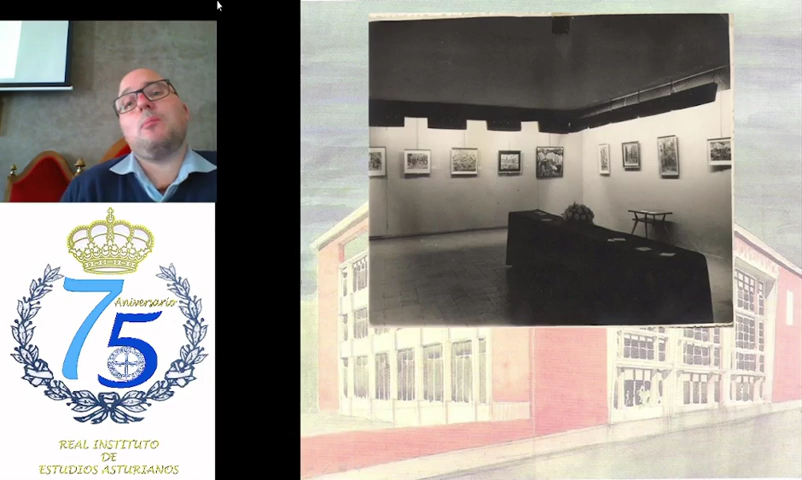 75
Aniversario
REAL INSTITUTO
DE
ESTUDIOS ASTURIANOS